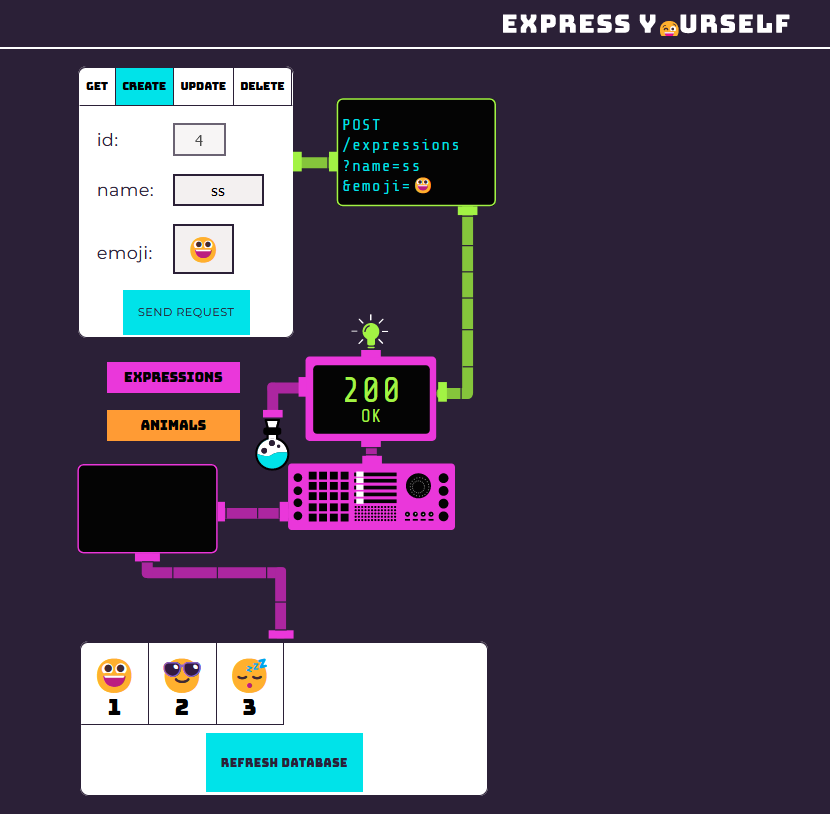 EXPRESS Y😜URSELF
GET CREATE UPDATE DELETE
id: 4
name: ss
emoji: 😀
SEND REQUEST
POST
/expressions
?name=ss
&emoji=😀
EXPRESSIONS
ANIMALS
200
OK
zzz
1 2 3
REFRESH DATABASE